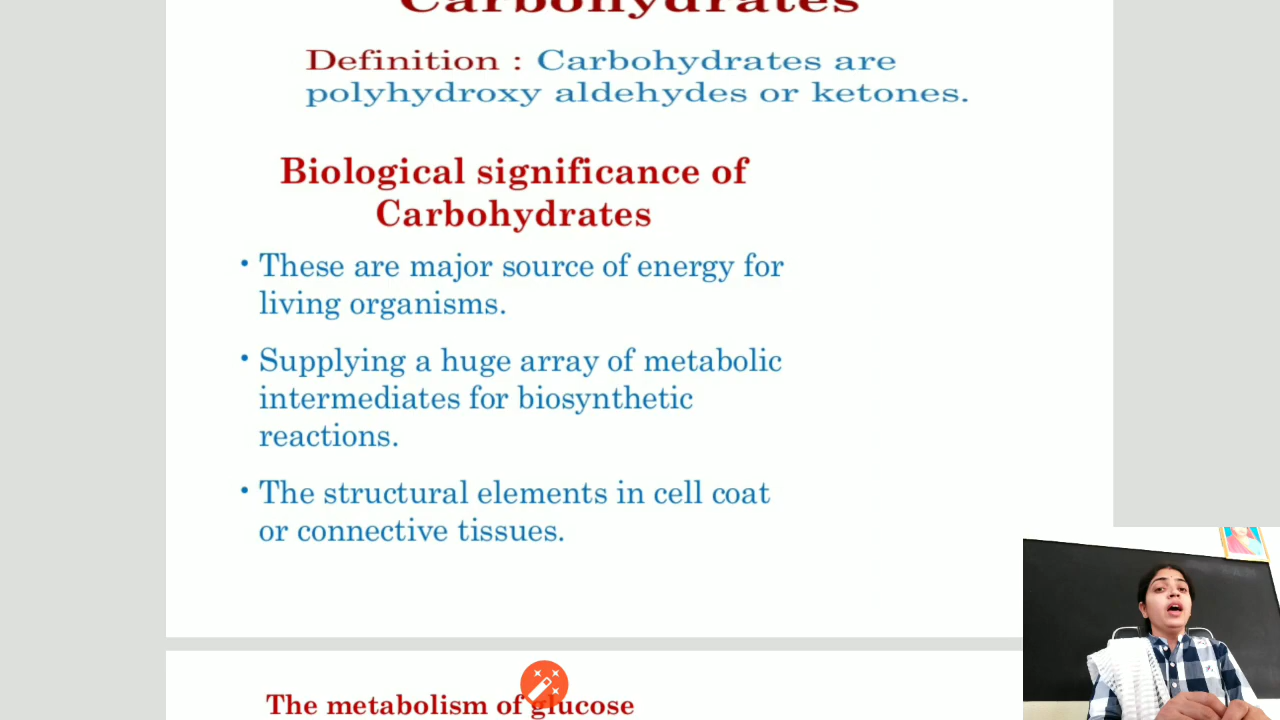 Carbohydrates
Definition : Carbohydrates are
polyhydroxy aldehydes or ketones.
Biological significance of
Carbohydrates
• These are major source of energy for
living organisms.
• Supplying a huge array of metabolic
intermediates for biosynthetic
reactions.
• The structural elements in cell coat
or connective tissues.
The metabolism of glucose